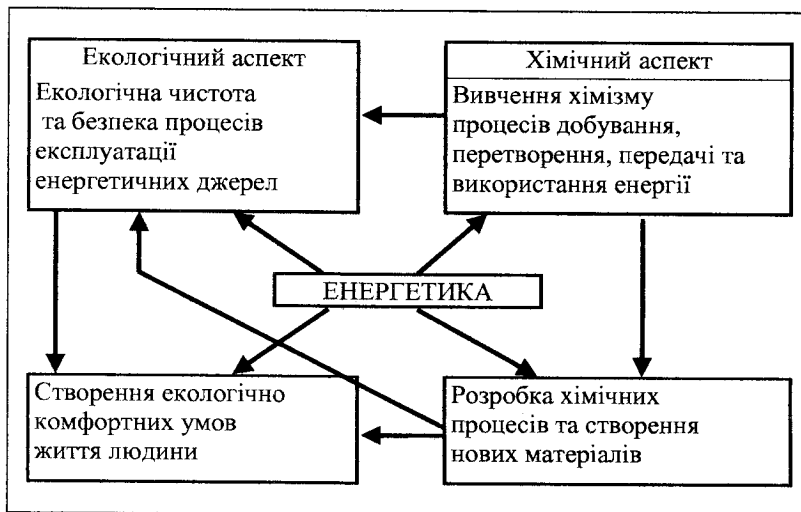 Екологічний аспект
Екологічна чистота
та безпека процесів
експлуатації
енергетичних джерел
Хімічний аспект
Вивчення хімізму
процесів добування,
перетворення, передачі та
використання енергії
ЕНЕРГЕТИКА
Створення екологічно
комфортних умов
життя людини
Розробка хімічних
процесів та створення
нових матеріалів